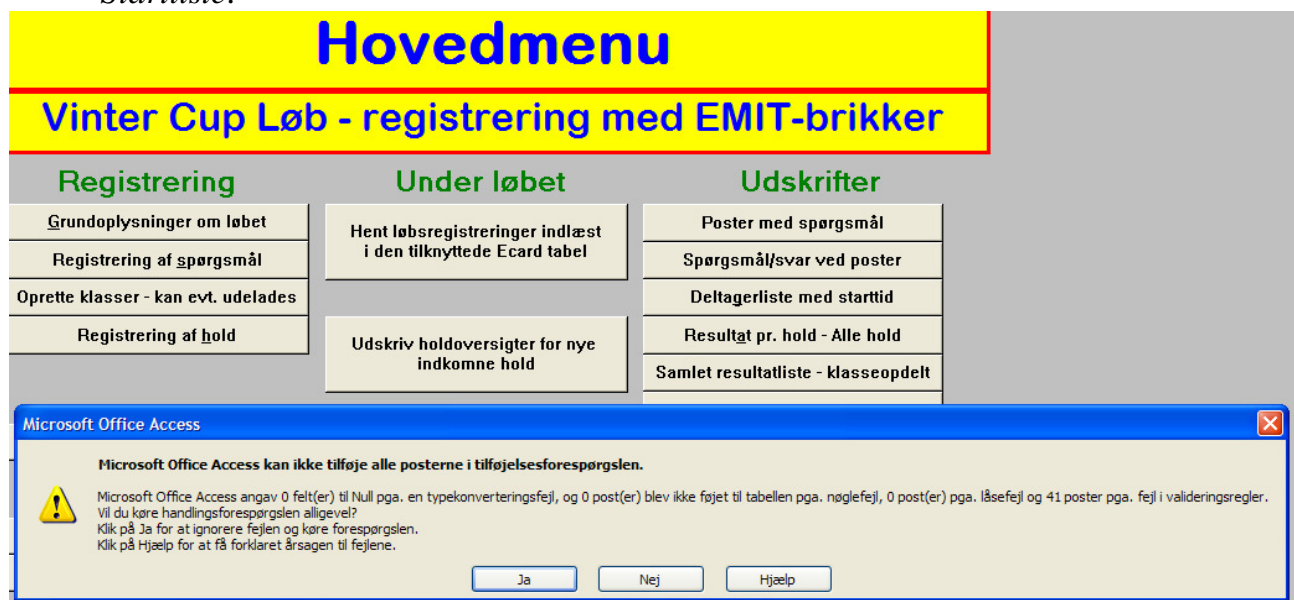 Startliste.
Hovedmenu
Vinter Cup Løb - registrering med EMIT-brikker
Registrering
Grundoplysninger om løbet
Registrering af spørgsmål
Oprette klasser - kan evt. udelades
Registrering af hold
Under løbet
Hent løbsregistreringer indlæst
i den tilknyttede Ecard tabel
Udskriv holdoversigter for nye
indkomne hold
Udskrifter
Poster med spørgsmål
Spørgsmål/svar ved poster
Deltagerliste med starttid
Resultat pr. hold - Alle hold
Samlet resultatliste - klasseopdelt
Microsoft Office Access
Microsoft Office Access kan ikke tilføje alle posterne i tilføjelsesforespørgslen.
Microsoft Office Access angav 0 felt(er) til Null pga. en typekonverteringsfejl, og 0 post(er) blev ikke føjet til tabellen pga. nøglefejl, 0 post(er) pga. låsefejl og 41 poster pga. fejl i valideringsregler.
Vil du køre handlingsforespørgslen alligevel?
Klik på Ja for at ignorere fejlen og køre forespørgslen.
Klik på Hjælp for at få forklaret årsagen til fejlene.
Ja
Nej
Hjælp